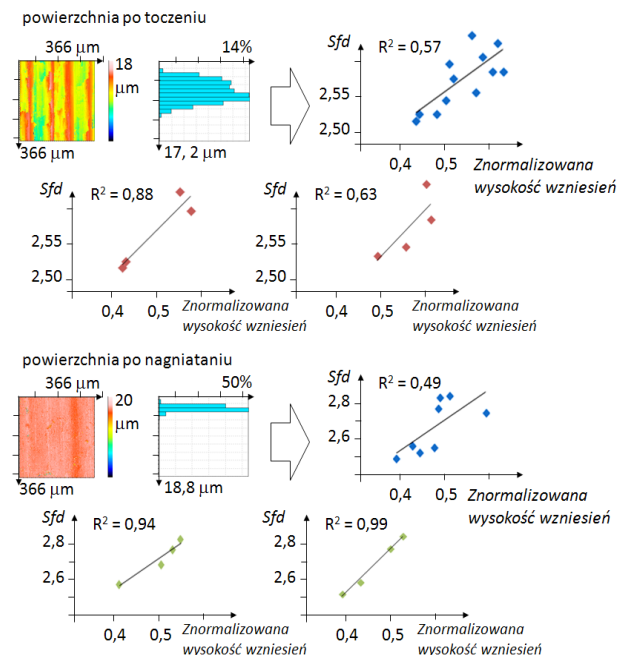 powierzchnia po toczeniu
366 µm
18
µm
366 µm
14%
17, 2 µm
Sfd
R² = 0,57
2,55
2,50
0,4
0,5
Znormalizowana
wysokość wzniesień
Sfd
R² = 0,88
2,55
2,50
0,4
0,5
Znormalizowana
wysokość wzniesień
Sfd
R² = 0,63
2,55
2,50
0,4
0,5
Znormalizowana
wysokość wzniesień
powierzchnia po nagniataniu
366 µm
20
µm
366 µm
50%
18,8 µm
Sfd
R² = 0,49
2,8
2,6
0,4
0,5
Znormalizowana
wysokość wzniesień
Sfd
R² = 0,94
2,8
2,6
0,4
0,5
Znormalizowana
wysokość wzniesień
Sfd
R² = 0,99
2,8
2,6
0,4
0,5
Znormalizowana
wysokość wzniesień